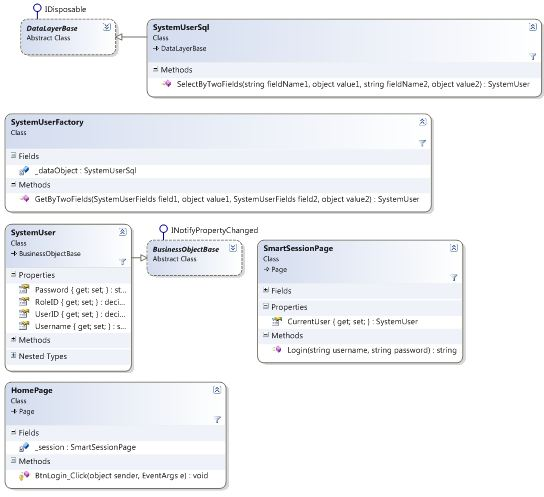 IDisposable
DataLayerBase
Abstract Class
SystemUserSql
Class
DataLayerBase
Methods
SelectByTwoFields(string fieldName1, object value1, string fieldName2, object value2) : SystemUser
SystemUserFactory
Class
Fields
_dataObject : SystemUserSql
Methods
GetByTwoFields(SystemUserFields field1, object value1, SystemUserFields field2, object value2) : SystemUser
SystemUser
Class
BusinessObjectBase
Properties
Password { get; set; } : st...
RoleID { get; set; } : deci...
UserID { get; set; } : deci...
Username { get; set; } : s...
Methods
Nested Types
INotifyPropertyChanged
BusinessObjectBase
Abstract Class
SmartSessionPage
Class
Page
Fields
Properties
CurrentUser { get; set; } : SystemUser
Methods
Login(string username, string password) : string
HomePage
Class
Page
Fields
_session : SmartSessionPage
Methods
BtnLogin_Click(object sender, EventArgs e) : void